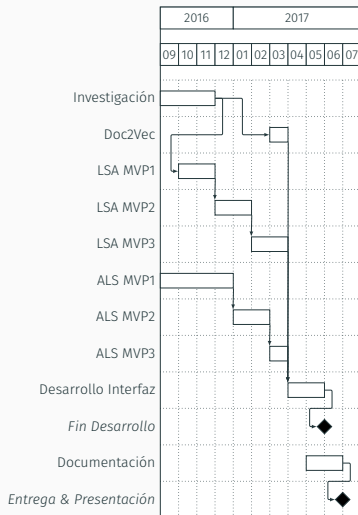 2016 2017
09 10 11 12 01 02 03 04 05 06 07
Investigación
Doc2Vec
LSA MVP1
LSA MVP2
LSA MVP3
ALS MVP1
ALS MVP2
ALS MVP3
Desarrollo Interfaz
Fin Desarrollo
Documentación
Entrega & Presentación